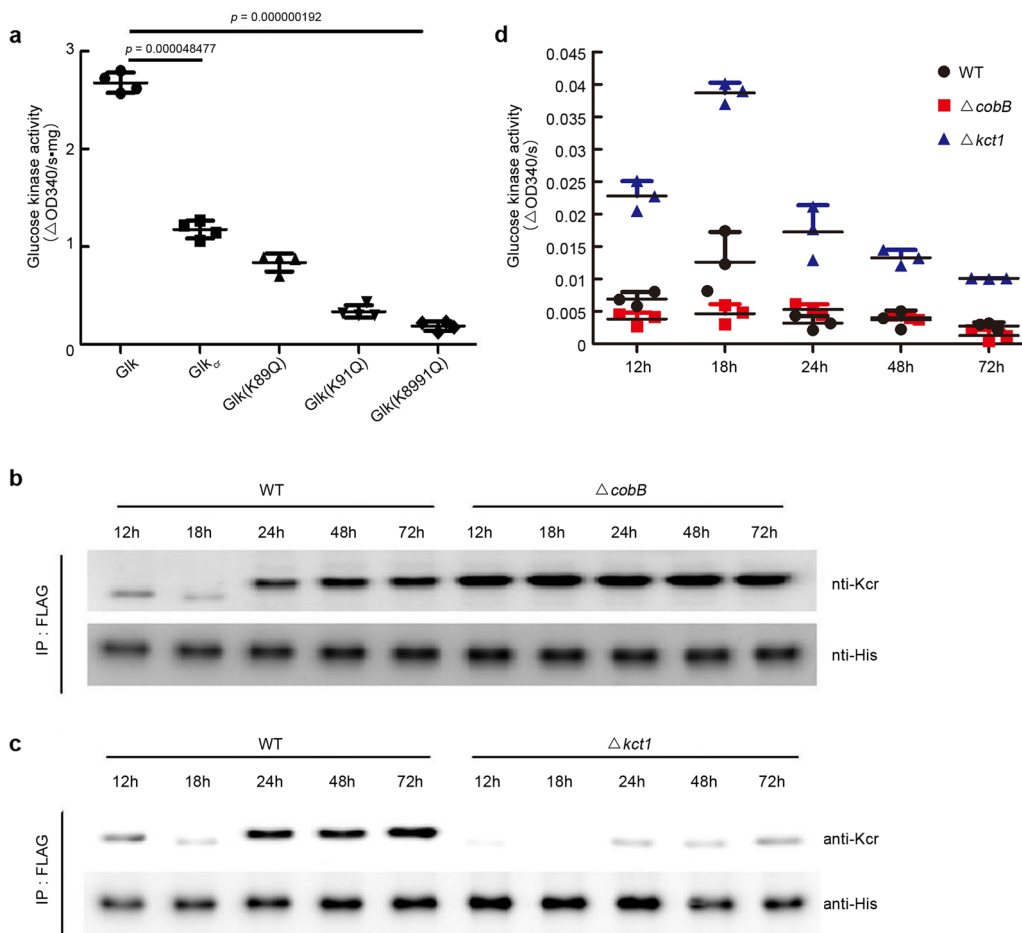 a
p = 0.000000192
p = 0.000048477
Glucose kinase activity
(△OD340/s•mg)
3
2
1
0
Glk
Glkcr
Glk(K89Q)
Glk(K91Q)
Glk(K8991Q)
d
Glucose kinase activity
(△OD340/s)
0.045
0.040
0.035
0.030
0.025
0.020
0.015
0.010
0.005
0
12h 18h 24h 48h 72h
WT
△cobB
△kct1
b
WT △cobB
12h 18h 24h 48h 72h 12h 18h 24h 48h 72h
IP : FLAG
nti-Kcr
nti-His
c
WT △kct1
12h 18h 24h 48h 72h 12h 18h 24h 48h 72h
IP : FLAG
anti-Kcr
anti-His